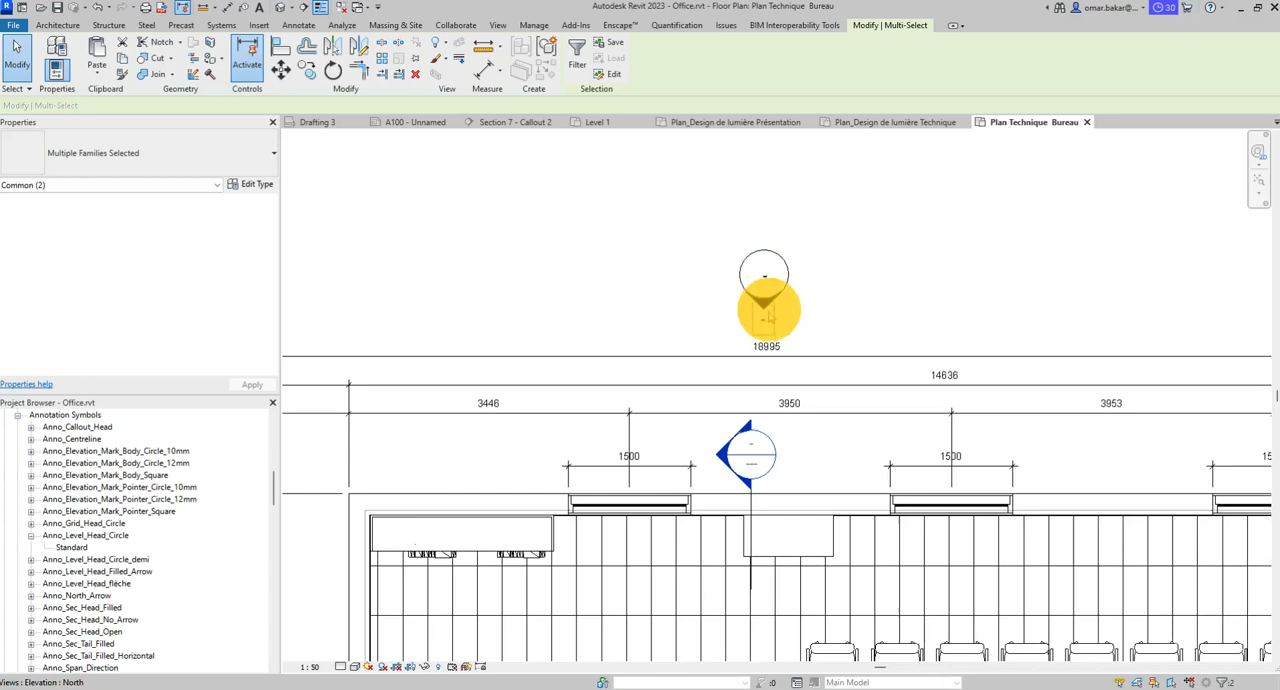 Autodesk Revit 2023 - Office.rvt - Floor Plan: Plan Technique  Bureau
omar.bakar@...
30
File Architecture Structure Steel Precast Systems Insert Annotate Analyze Massing & Site Collaborate View Manage Add-Ins Enscape™ Quantification Issues BIM Interoperability Tools Modify | Multi-Select
Modify
Properties
Paste
Notch
Cut
Join
Activate
Filter
Save
Load
Edit
Select Properties Clipboard Geometry Controls Modify View Measure Create Selection
Modify | Multi-Select
Properties
Drafting 3
A100 - Unnamed
Section 7 - Callout 2
Level 1
Plan_Design de lumière Présentation
Plan_Design de lumière Technique
Plan Technique  Bureau
Multiple Families Selected
Common (2)
Edit Type
Properties help
Apply
Project Browser - Office.rvt
Annotation Symbols
Anno_Callout_Head
Anno_Centreline
Anno_Elevation_Mark_Body_Circle_10mm
Anno_Elevation_Mark_Body_Circle_12mm
Anno_Elevation_Mark_Body_Square
Anno_Elevation_Mark_Pointer_Circle_10mm
Anno_Elevation_Mark_Pointer_Circle_12mm
Anno_Elevation_Mark_Pointer_Square
Anno_Grid_Head_Circle
Anno_Level_Head_Circle
Standard
Anno_Level_Head_Circle_demi
Anno_Level_Head_Filled_Arrow
Anno_Level_Head_flèche
Anno_North_Arrow
Anno_Sec_Head_Filled
Anno_Sec_Head_No_Arrow
Anno_Sec_Head_Open
Anno_Sec_Tail_Filled
Anno_Sec_Tail_Filled_Horizontal
Anno_Span_Direction
18995
14636
3446
3950
3953
1500
1500
1 : 50
Views : Elevation : North
:0
Main Model
:2